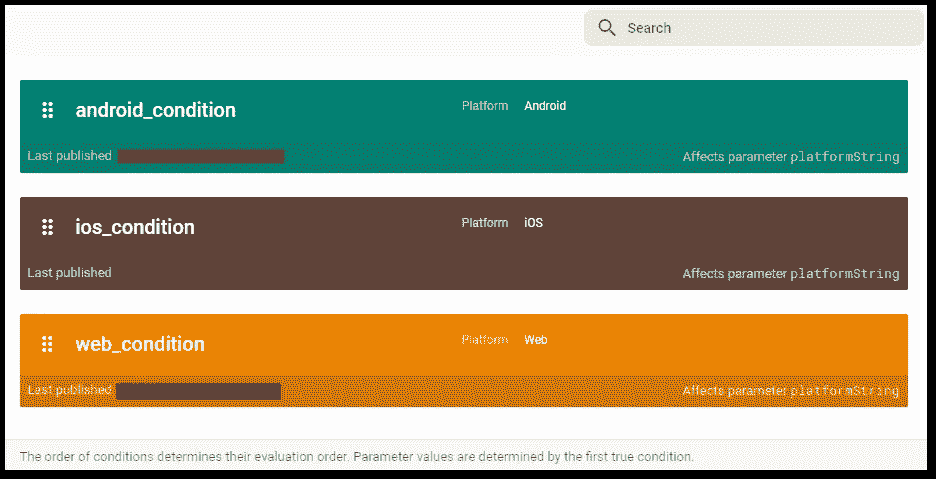 Search
android_condition Platform Android
Last published Affects parameter platformString
ios_condition Platform iOS
Last published Affects parameter platformString
web_condition Platform Web
Last published Affects parameter platformString
The order of conditions determines their evaluation order. Parameter values are determined by the first true condition.